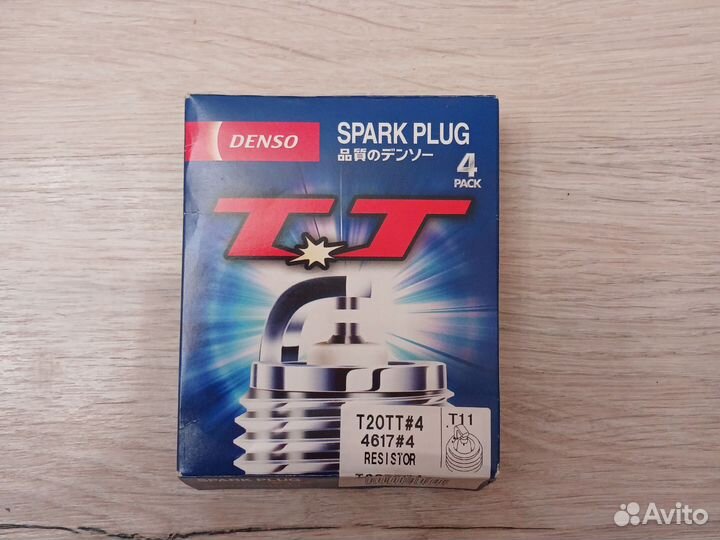 DENSO
SPARK PLUG
品質のデンソー
4
PACK
TT
T20TT#4
4617#4
RESISTOR
T11
SPARK PLUG
Avito